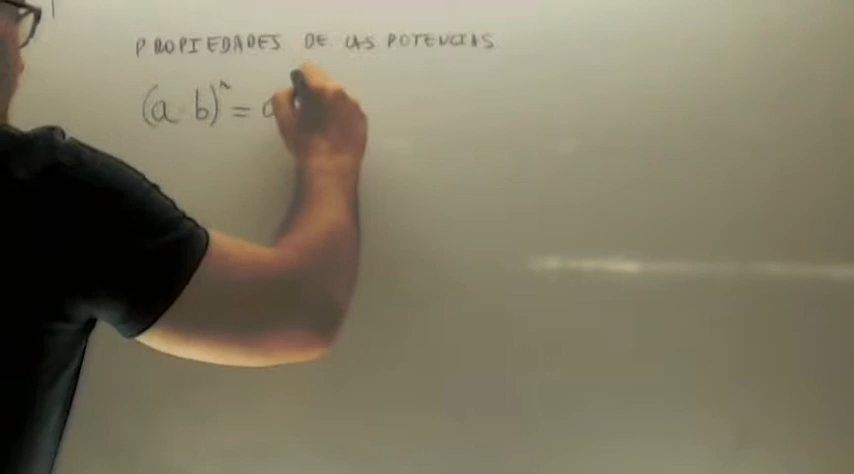 PROPIEDADES DE LAS POTENCIAS
(a · b)ⁿ = a